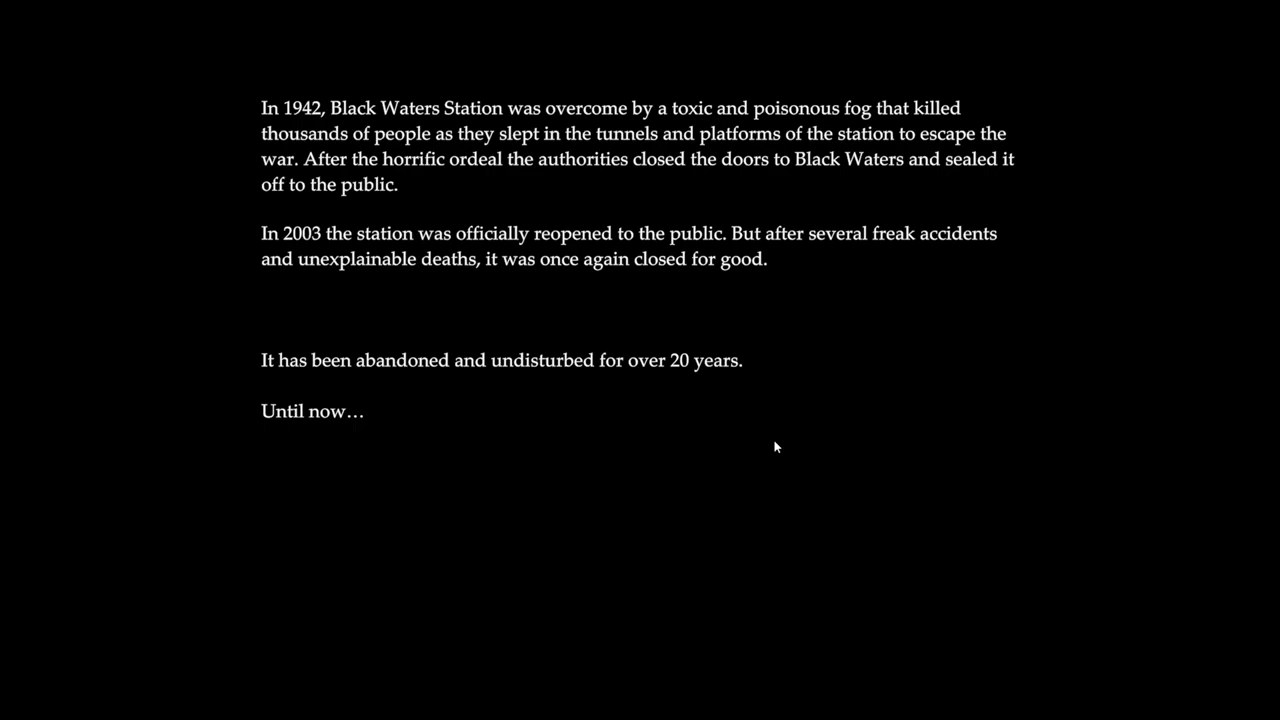 In 1942, Black Waters Station was overcome by a toxic and poisonous fog that killed
thousands of people as they slept in the tunnels and platforms of the station to escape the
war. After the horrific ordeal the authorities closed the doors to Black Waters and sealed it
off to the public.
In 2003 the station was officially reopened to the public. But after several freak accidents
and unexplainable deaths, it was once again closed for good.
It has been abandoned and undisturbed for over 20 years.
Until now…